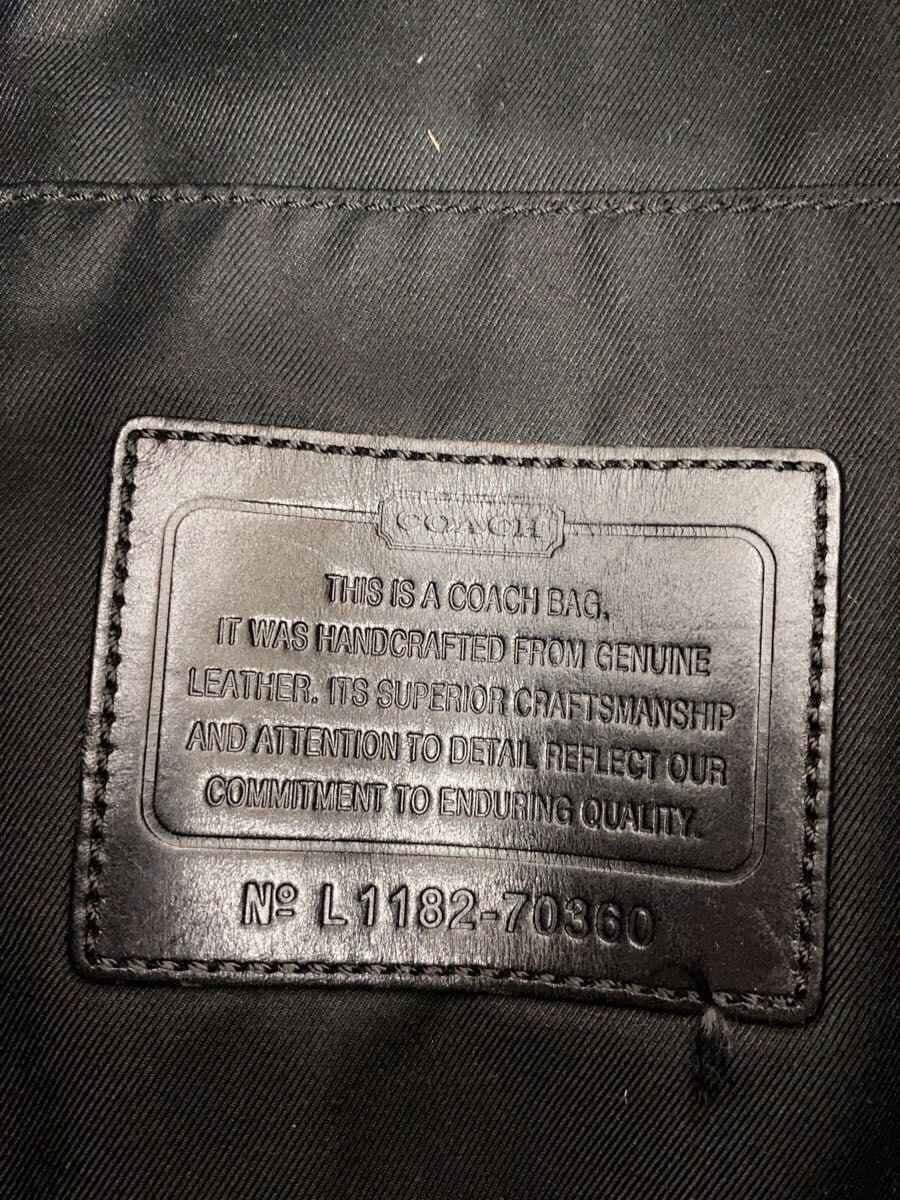 COACH
THIS IS A COACH BAG.
IT WAS HANDCRAFTED FROM GENUINE
LEATHER. ITS SUPERIOR CRAFTSMANSHIP
AND ATTENTION TO DETAIL REFLECT OUR
COMMITMENT TO ENDURING QUALITY.
Nº L1182-70360